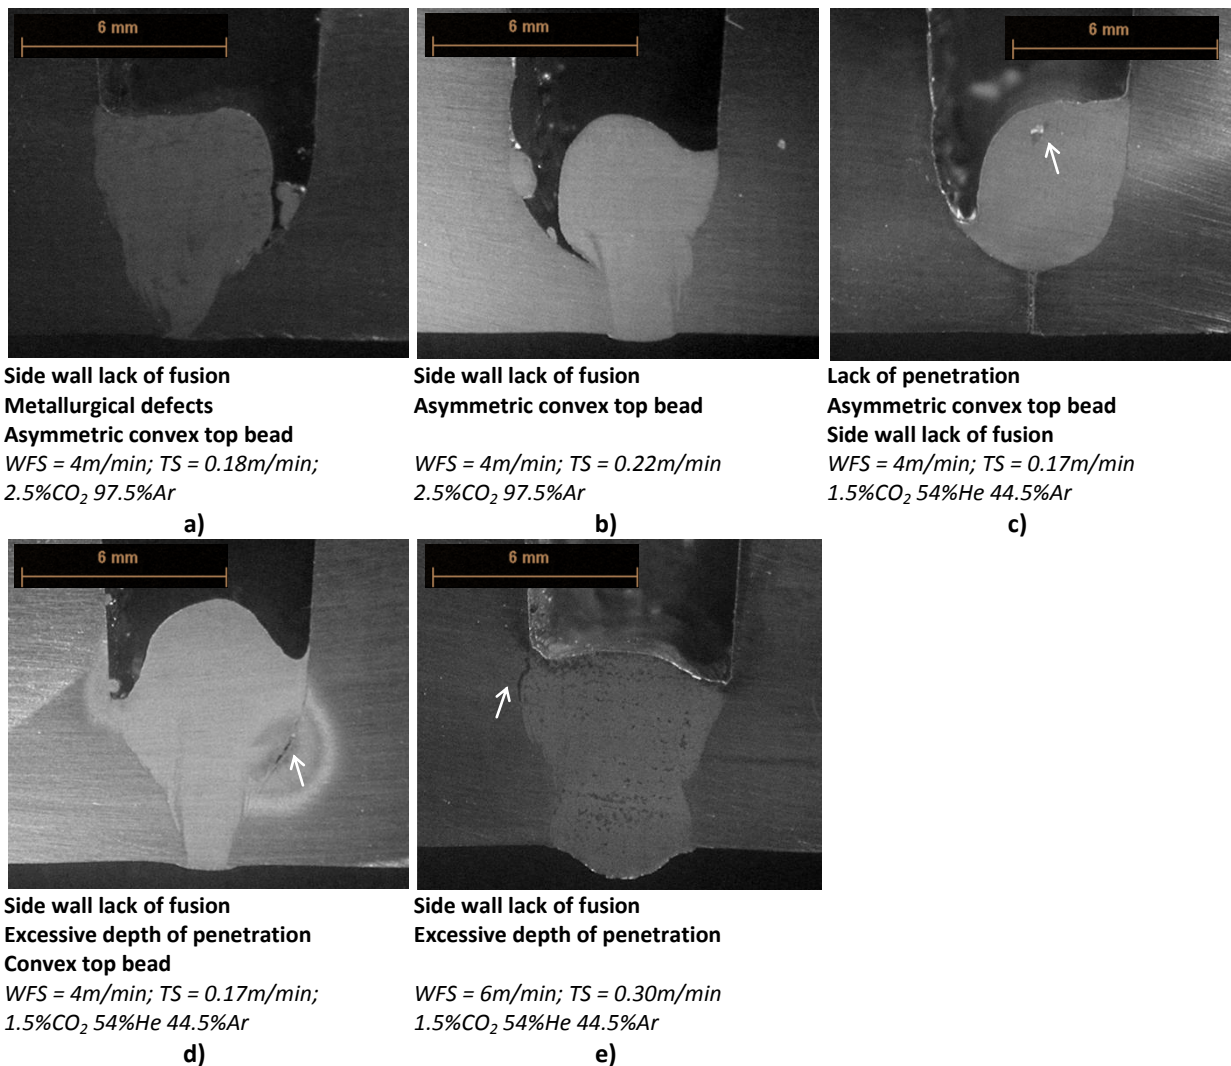 6 mm
6 mm
6 mm
Side wall lack of fusion
Metallurgical defects
Asymmetric convex top bead
WFS = 4m/min; TS = 0.18m/min;
2.5%CO₂ 97.5%Ar
a)
Side wall lack of fusion
Asymmetric convex top bead
WFS = 4m/min; TS = 0.22m/min
2.5%CO₂ 97.5%Ar
b)
Lack of penetration
Asymmetric convex top bead
Side wall lack of fusion
WFS = 4m/min; TS = 0.17m/min
1.5%CO₂ 54%He 44.5%Ar
c)
6 mm
6 mm
Side wall lack of fusion
Excessive depth of penetration
Convex top bead
WFS = 4m/min; TS = 0.17m/min;
1.5%CO₂ 54%He 44.5%Ar
d)
Side wall lack of fusion
Excessive depth of penetration
WFS = 6m/min; TS = 0.30m/min
1.5%CO₂ 54%He 44.5%Ar
e)